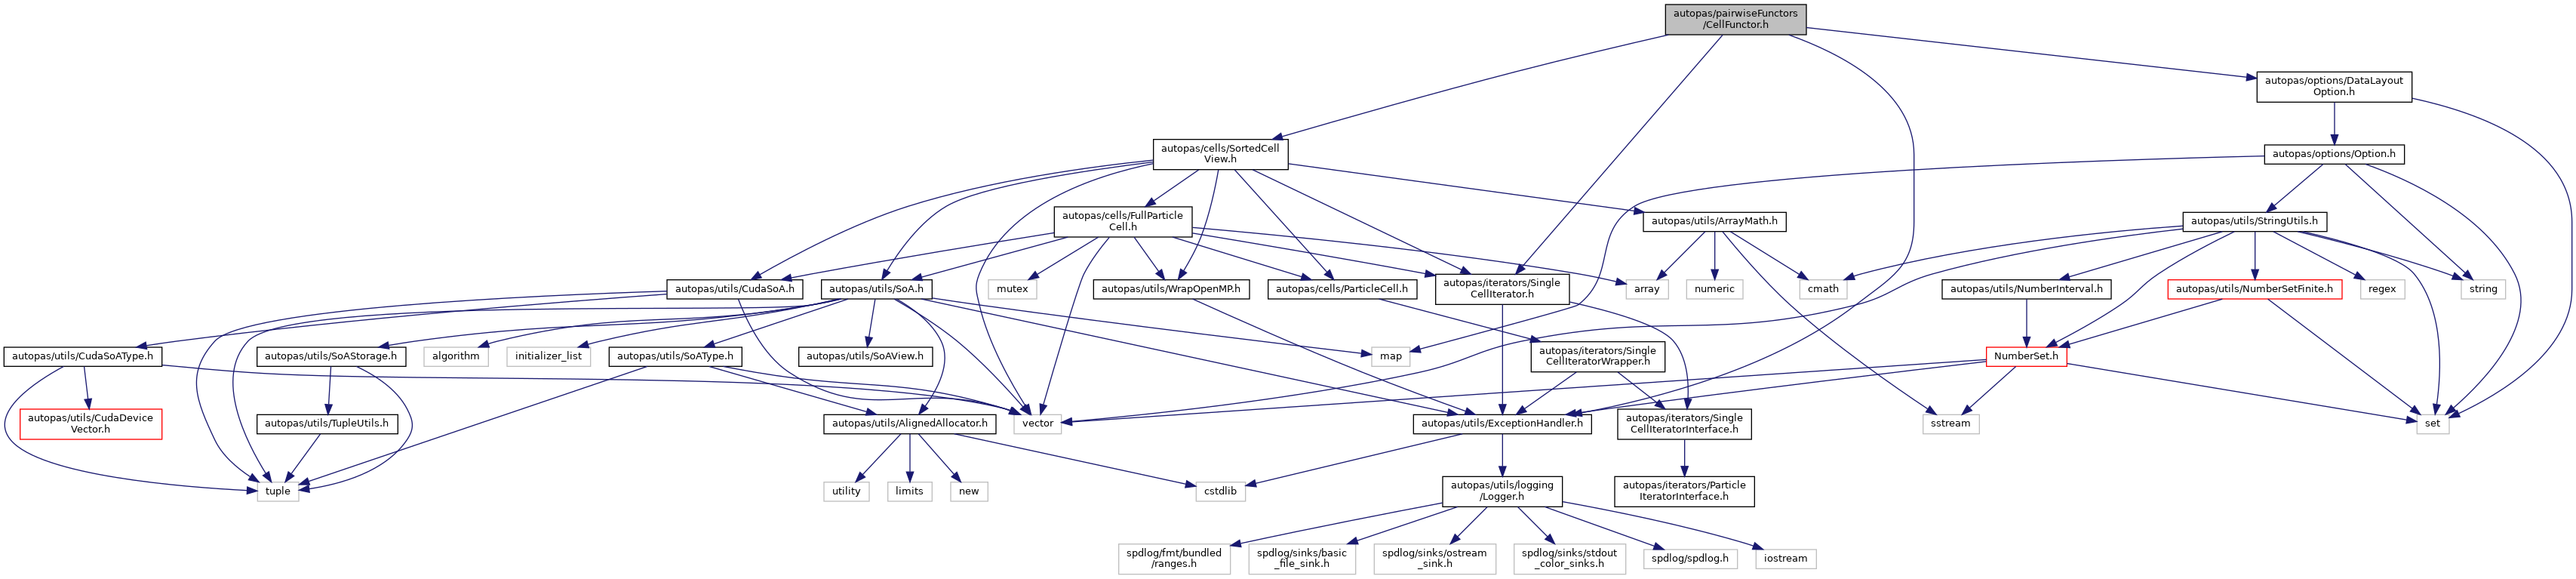 autopas/pairwiseFunctors
/CellFunctor.h
autopas/options/DataLayout
Option.h
autopas/cells/SortedCell
View.h
autopas/options/Option.h
autopas/cells/FullParticle
Cell.h
autopas/utils/ArrayMath.h
autopas/utils/StringUtils.h
autopas/utils/CudaSoA.h
autopas/utils/SoA.h
mutex
autopas/utils/WrapOpenMP.h
autopas/cells/ParticleCell.h
autopas/iterators/Single
CellIterator.h
array
numeric
cmath
autopas/utils/NumberInterval.h
autopas/utils/NumberSetFinite.h
regex
string
autopas/utils/CudaSoAType.h
autopas/utils/SoAStorage.h
algorithm
initializer_list
autopas/utils/SoAType.h
autopas/utils/SoAView.h
map
autopas/iterators/Single
CellIteratorWrapper.h
NumberSet.h
autopas/utils/CudaDevice
Vector.h
autopas/utils/TupleUtils.h
autopas/utils/AlignedAllocator.h
vector
autopas/utils/ExceptionHandler.h
autopas/iterators/Single
CellIteratorInterface.h
sstream
set
tuple
utility
limits
new
cstdlib
autopas/utils/logging
/Logger.h
autopas/iterators/Particle
IteratorInterface.h
spdlog/fmt/bundled
/ranges.h
spdlog/sinks/basic
_file_sink.h
spdlog/sinks/ostream
_sink.h
spdlog/sinks/stdout
_color_sinks.h
spdlog/spdlog.h
iostream